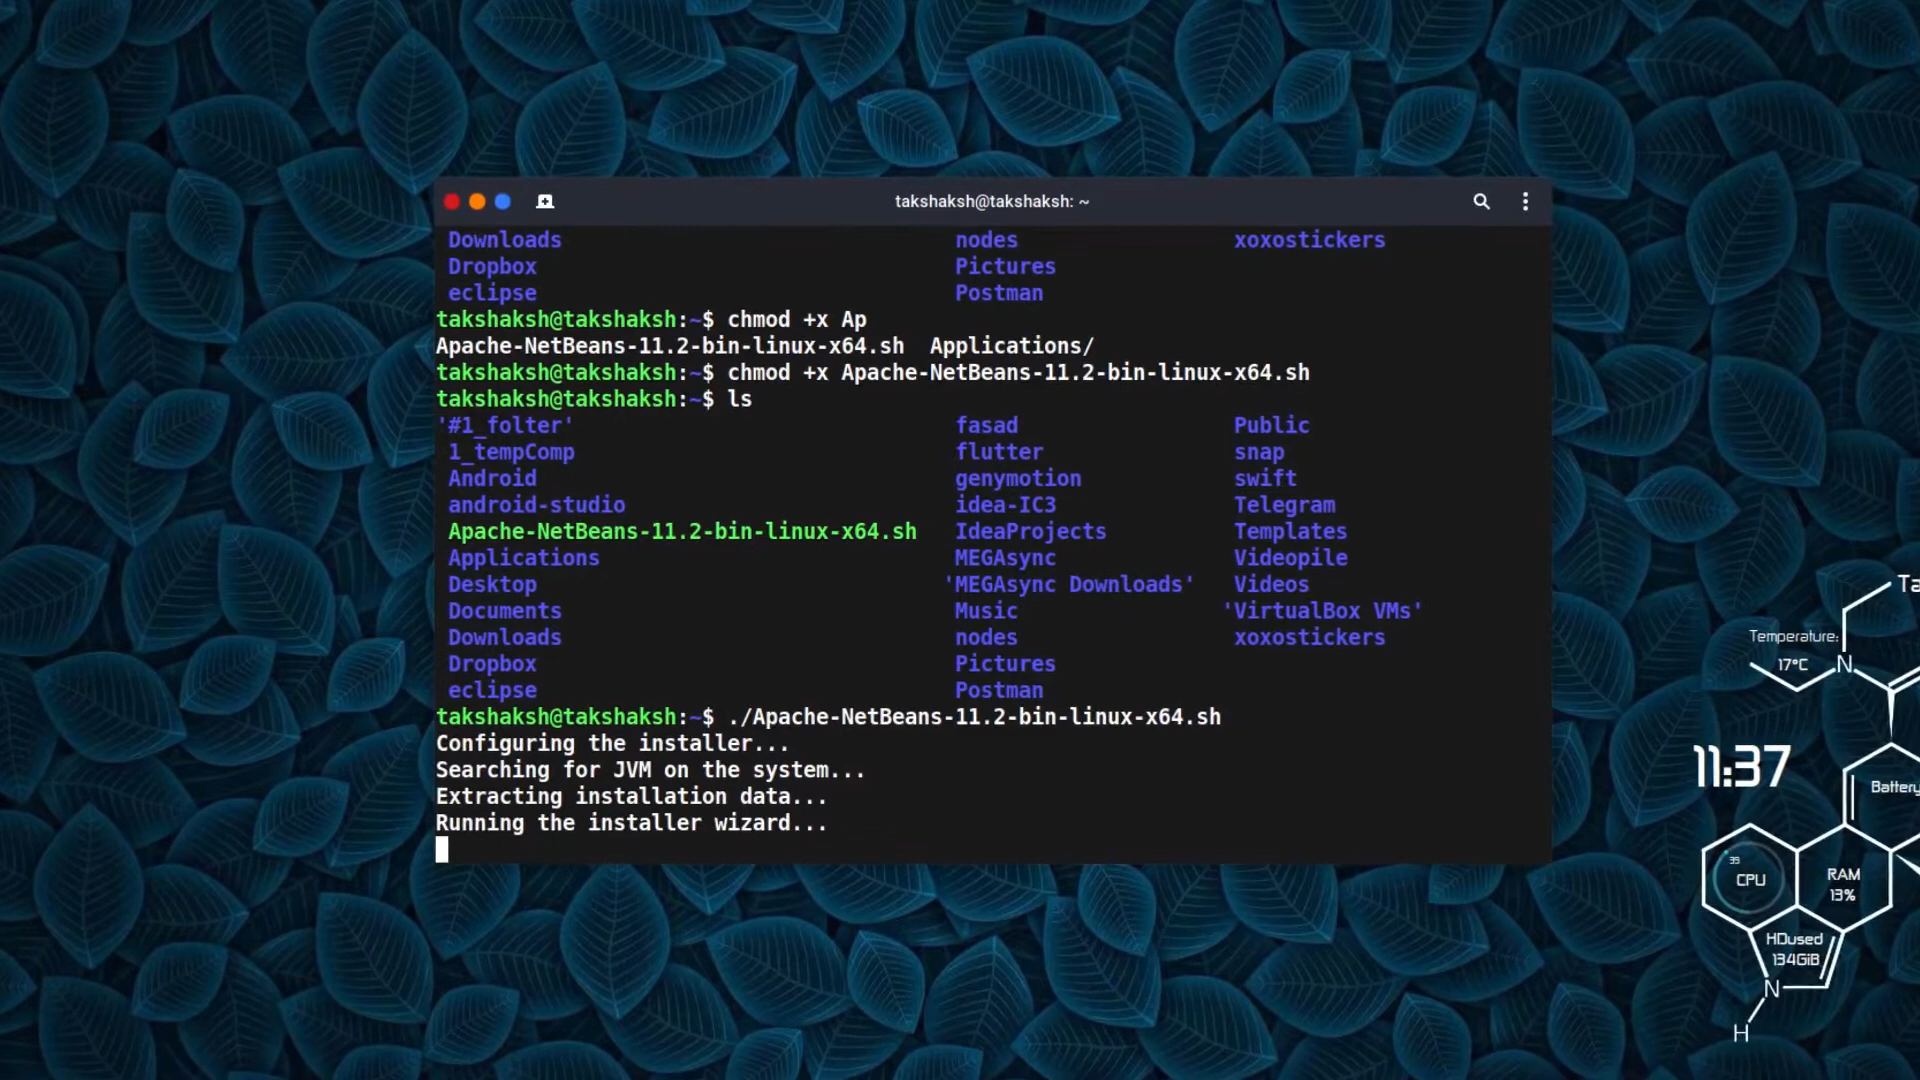 takshaksh@takshaksh: ~
Downloads nodes xoxostickers
Dropbox Pictures
eclipse Postman
takshaksh@takshaksh:~$ chmod +x Ap
Apache-NetBeans-11.2-bin-linux-x64.sh Applications/
takshaksh@takshaksh:~$ chmod +x Apache-NetBeans-11.2-bin-linux-x64.sh
takshaksh@takshaksh:~$ ls
'#1_folter' fasad Public
1_tempComp flutter snap
Android genymotion swift
android-studio idea-IC3 Telegram
Apache-NetBeans-11.2-bin-linux-x64.sh IdeaProjects Templates
Applications MEGAsync Videopile
Desktop 'MEGAsync Downloads' Videos
Documents Music 'VirtualBox VMs'
Downloads nodes xoxostickers
Dropbox Pictures
eclipse Postman
takshaksh@takshaksh:~$ ./Apache-NetBeans-11.2-bin-linux-x64.sh
Configuring the installer...
Searching for JVM on the system...
Extracting installation data...
Running the installer wizard...
Ta
Temperature:
17°C
N
11:37
Battery
39
CPU
RAM
13%
HDused
134GiB
N
H